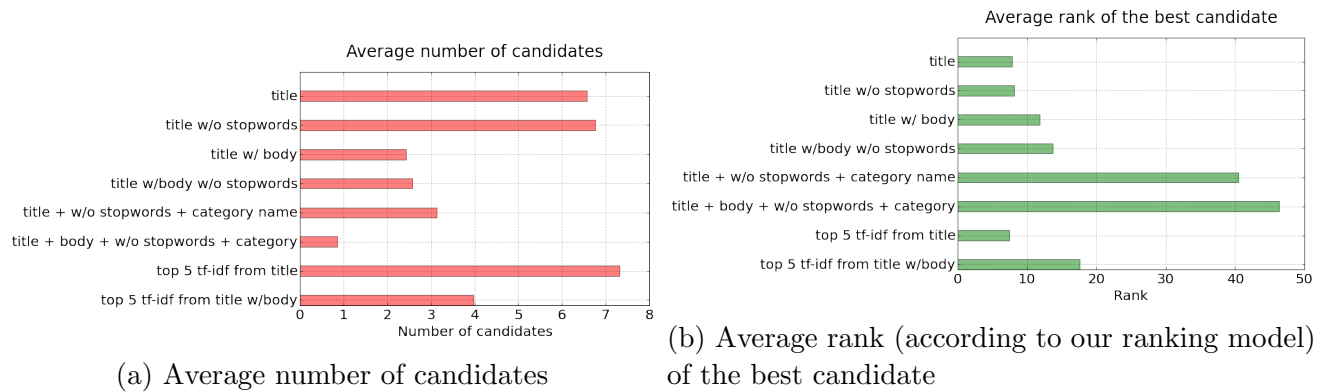 Average number of candidates
title
title w/o stopwords
title w/ body
title w/body w/o stopwords
title + w/o stopwords + category name
title + body + w/o stopwords + category
top 5 tf-idf from title
top 5 tf-idf from title w/body
0 1 2 3 4 5 6 7 8
Number of candidates
(a) Average number of candidates
Average rank of the best candidate
title
title w/o stopwords
title w/ body
title w/body w/o stopwords
title + w/o stopwords + category name
title + body + w/o stopwords + category
top 5 tf-idf from title
top 5 tf-idf from title w/body
0 10 20 30 40 50
Rank
(b) Average rank (according to our ranking model)
of the best candidate